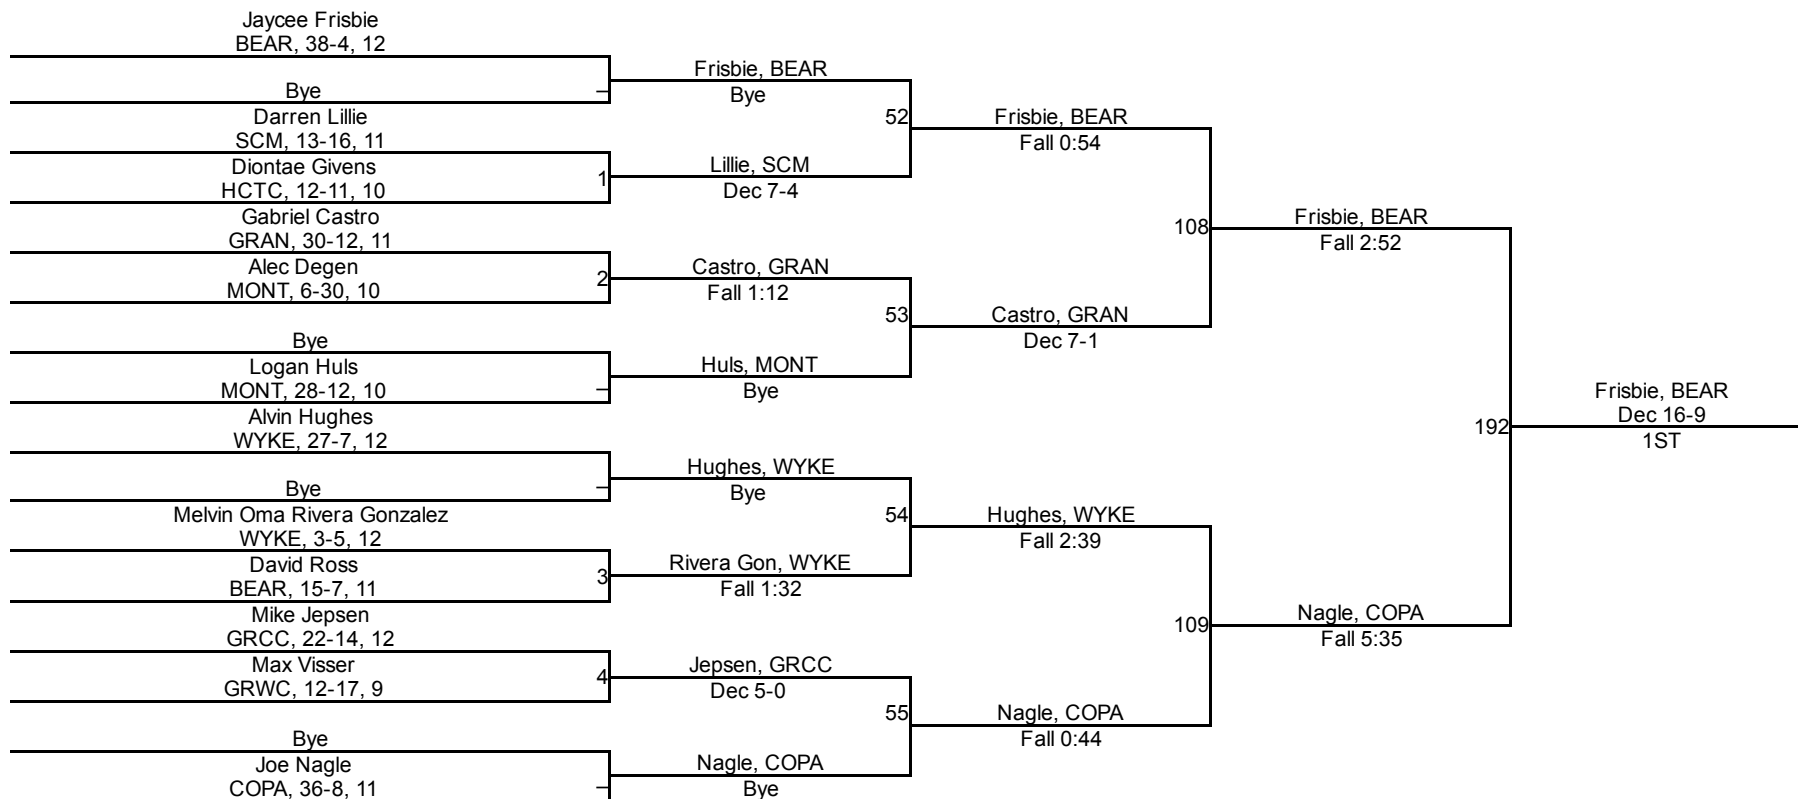 Jaycee Frisbie
BEAR, 38-4, 12
Bye
Darren Lillie
SCM, 13-16, 11
Diontae Givens
HCTC, 12-11, 10
Gabriel Castro
GRAN, 30-12, 11
Alec Degen
MONT, 6-30, 10
Bye
Logan Huls
MONT, 28-12, 10
Alvin Hughes
WYKE, 27-7, 12
Bye
Melvin Oma Rivera Gonzalez
WYKE, 3-5, 12
David Ross
BEAR, 15-7, 11
Mike Jepsen
GRCC, 22-14, 12
Max Visser
GRWC, 12-17, 9
Bye
Joe Nagle
COPA, 36-8, 11
1
2
3
4
Frisbie, BEAR
Bye
Lillie, SCM
Dec 7-4
Castro, GRAN
Fall 1:12
Huls, MONT
Bye
Hughes, WYKE
Bye
Rivera Gon, WYKE
Fall 1:32
Jepsen, GRCC
Dec 5-0
Nagle, COPA
Bye
52
53
54
55
Frisbie, BEAR
Fall 0:54
Castro, GRAN
Dec 7-1
Hughes, WYKE
Fall 2:39
Nagle, COPA
Fall 0:44
108
109
Frisbie, BEAR
Fall 2:52
Nagle, COPA
Fall 5:35
192
Frisbie, BEAR
Dec 16-9
1ST